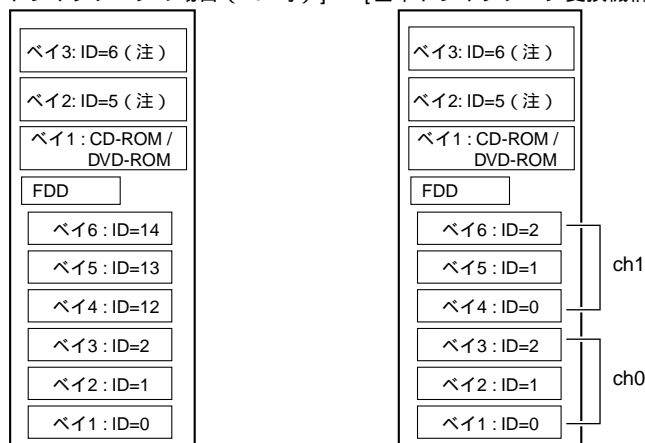 ベイ3: ID=6(注)
ベイ2: ID=5(注)
ベイ1 : CD-ROM /
DVD-ROM
FDD
ベイ6 : ID=14
ベイ5 : ID=13
ベイ4 : ID=12
ベイ3 : ID=2
ベイ2 : ID=1
ベイ1 : ID=0
ベイ3: ID=6(注)
ベイ2: ID=5(注)
ベイ1 : CD-ROM /
DVD-ROM
FDD
ベイ6 : ID=2
ベイ5 : ID=1
ベイ4 : ID=0
ch1
ベイ3 : ID=2
ベイ2 : ID=1
ベイ1 : ID=0
ch0